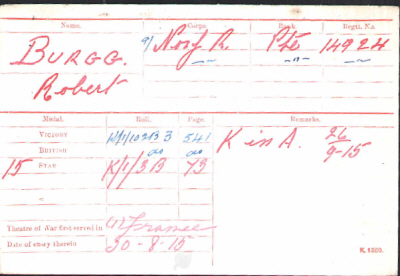 Name. Corps. Rank. Regtl. No.
BURGG. 9/ Norf R. Pte 14924
Robert
Medal. Roll. Page. Remarks.
VICTORY K/1/102B3 541 K in A. 26/9-15
BRITISH do do
15 STAR K/1/3B 73
Theatre of War first served in (1) France
Date of entry therein 30-8-15
K. 1380.